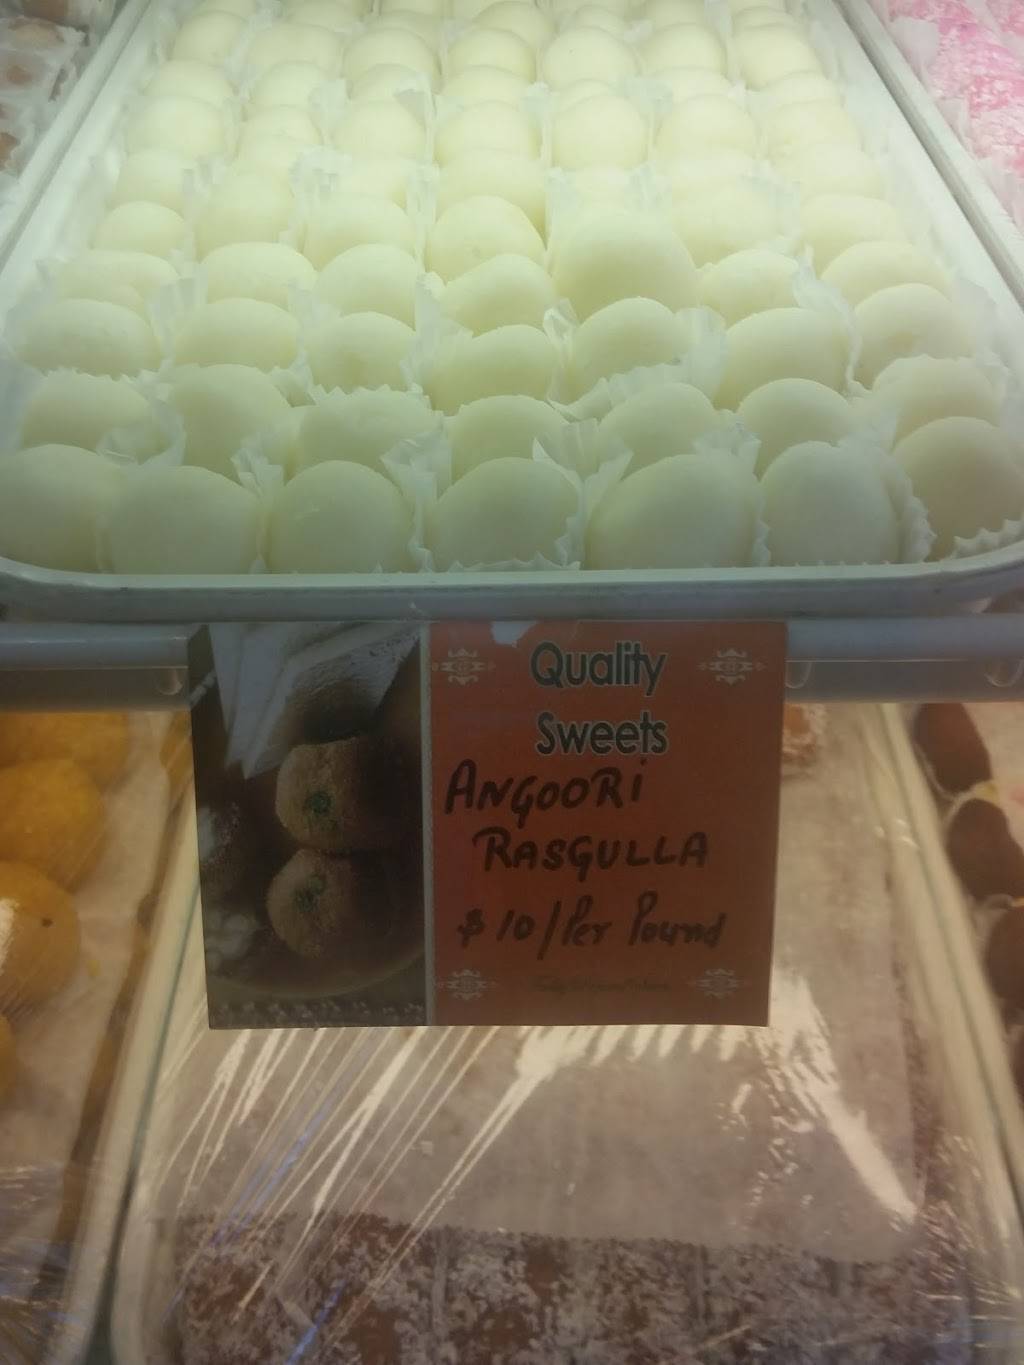 Quality
Sweets
ANGOORi
RASGULLA
$10/Per Pound